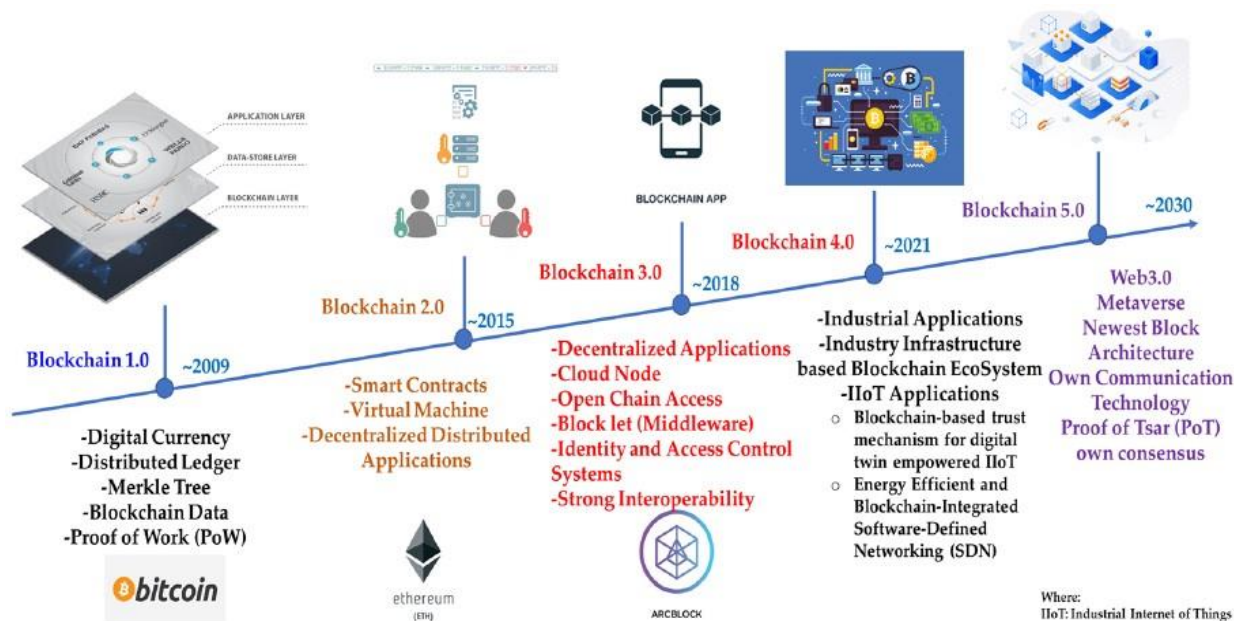 APPLICATION LAYER
DATA-STORE LAYER
BLOCKCHAIN LAYER
BLOCKCHAIN APP
Blockchain 1.0
~2009
-Digital Currency
-Distributed Ledger
-Merkle Tree
-Blockchain Data
-Proof of Work (PoW)
bitcoin
Blockchain 2.0
~2015
-Smart Contracts
-Virtual Machine
-Decentralized Distributed
Applications
ethereum
(ETH)
Blockchain 3.0
~2018
-Decentralized Applications
-Cloud Node
-Open Chain Access
-Block let (Middleware)
-Identity and Access Control
Systems
-Strong Interoperability
ARCBLOCK
Blockchain 4.0
~2021
-Industrial Applications
-Industry Infrastructure
based Blockchain EcoSystem
-IIoT Applications
o Blockchain-based trust
mechanism for digital
twin empowered IIoT
o Energy Efficient and
Blockchain-Integrated
Software-Defined
Networking (SDN)
Blockchain 5.0
~2030
Web3.0
Metaverse
Newest Block
Architecture
Own Communication
Technology
Proof of Tsar (PoT)
own consensus
Where:
IIoT: Industrial Internet of Things